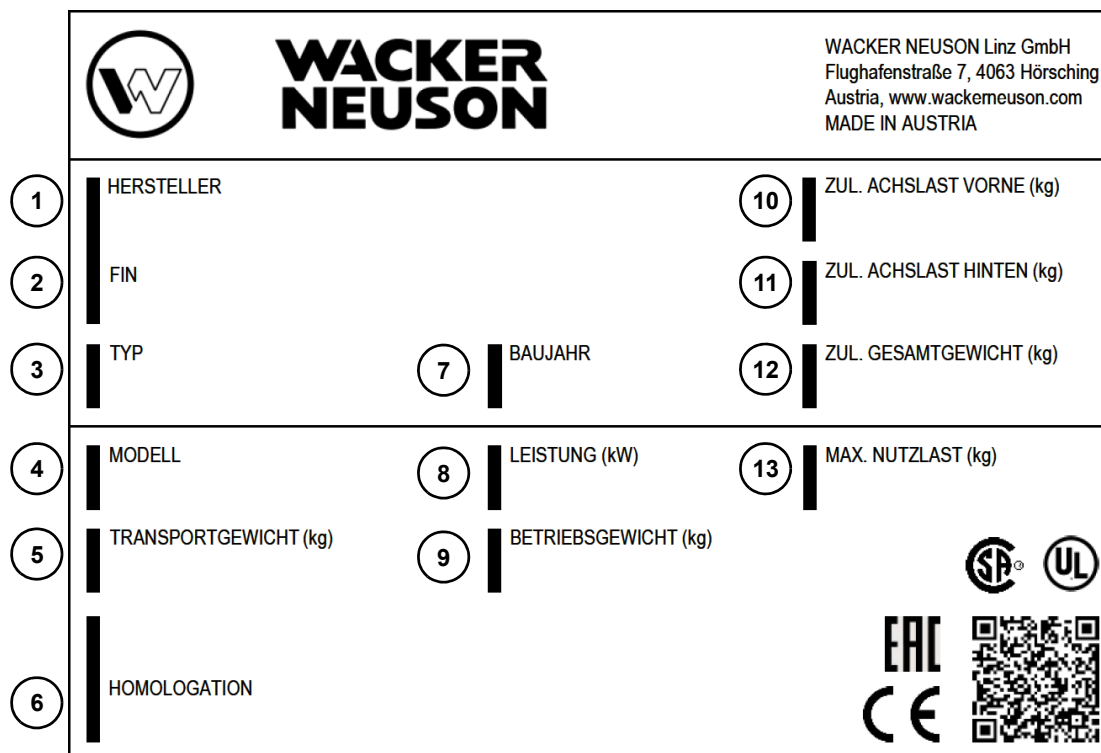 WACKER
NEUSON
WACKER NEUSON Linz GmbH
Flughafenstraße 7, 4063 Hörsching
Austria, www.wackerneuson.com
MADE IN AUSTRIA
1
HERSTELLER
10
ZUL. ACHSLAST VORNE (kg)
2
FIN
11
ZUL. ACHSLAST HINTEN (kg)
3
TYP
7
BAUJAHR
12
ZUL. GESAMTGEWICHT (kg)
4
MODELL
8
LEISTUNG (kW)
13
MAX. NUTZLAST (kg)
5
TRANSPORTGEWICHT (kg)
9
BETRIEBSGEWICHT (kg)
SA ®
UL
EAC
6
HOMOLOGATION
CE